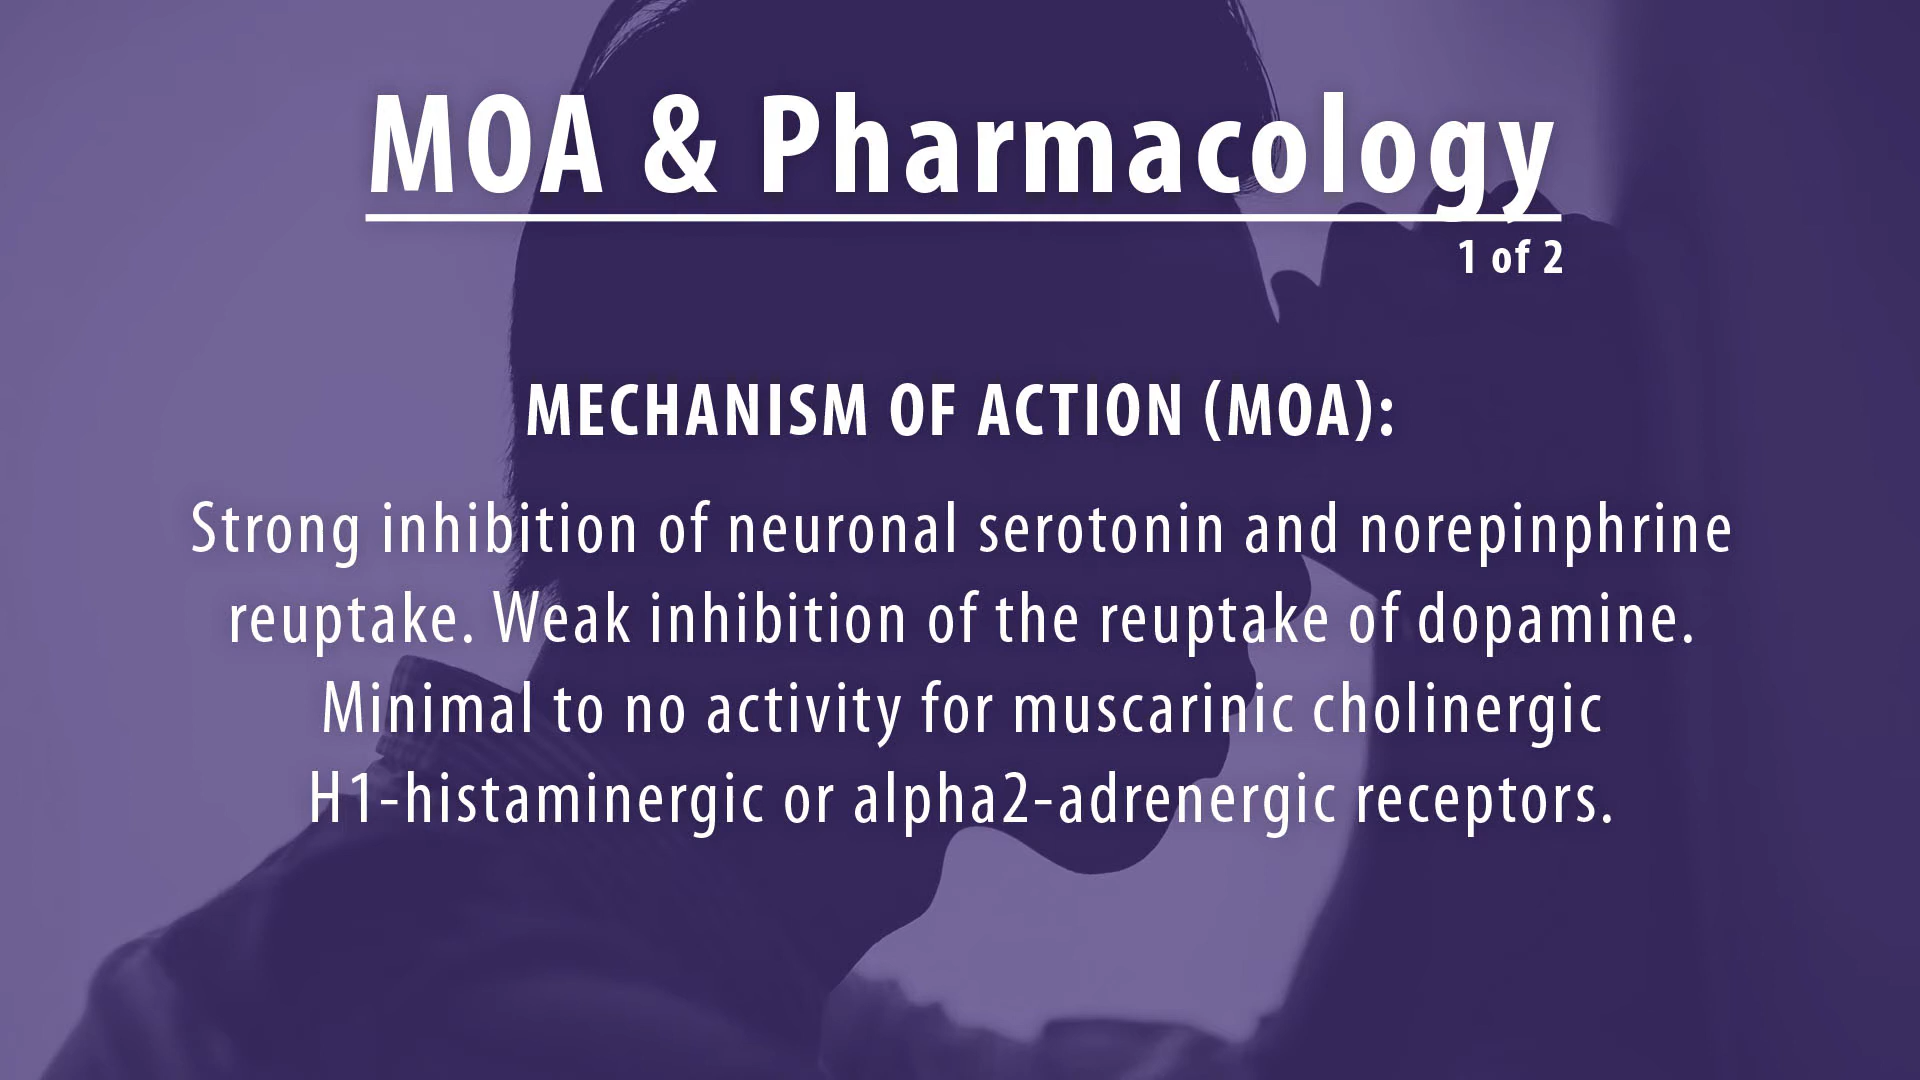 MOA & Pharmacology
1 of 2
MECHANISM OF ACTION (MOA):
Strong inhibition of neuronal serotonin and norepinphrine
reuptake. Weak inhibition of the reuptake of dopamine.
Minimal to no activity for muscarinic cholinergic
H1-histaminergic or alpha2-adrenergic receptors.